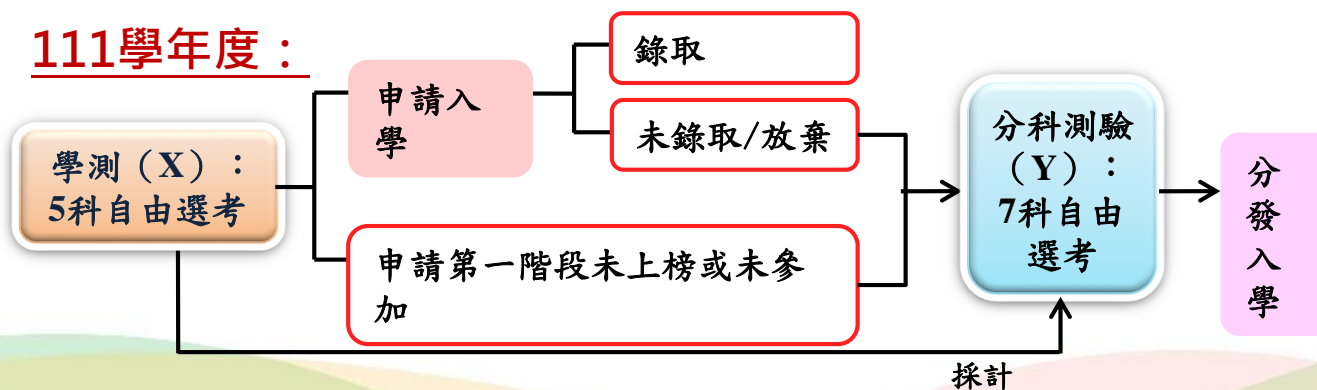 111學年度：
學測（X）：
5科自由選考
申請入
學
錄取
未錄取/放棄
申請第一階段未上榜或未參
加
分科測驗
（Y）：
7科自由
選考
分
發
入
學
採計